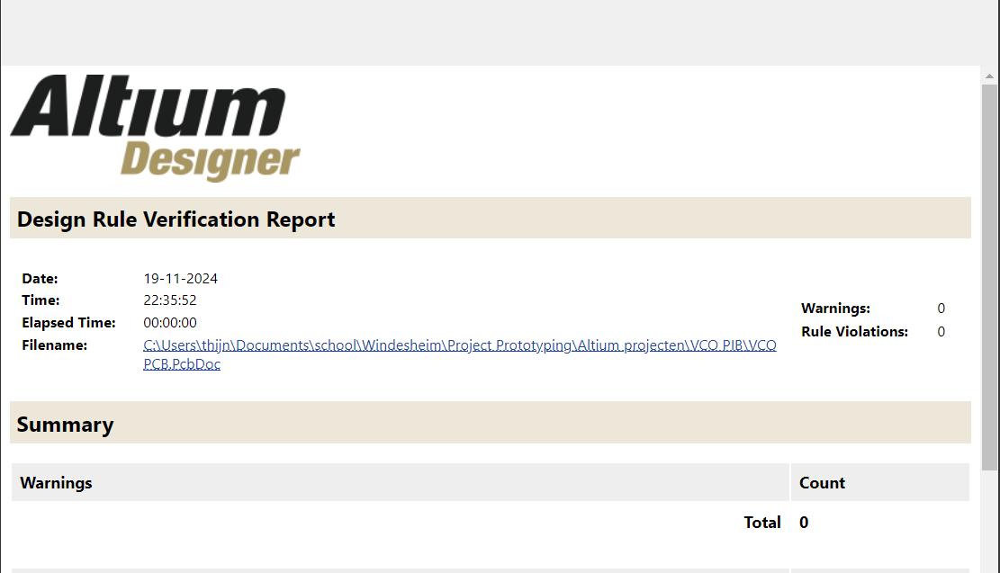 Altium
Designer
Design Rule Verification Report
Date: 19-11-2024
Time: 22:35:52
Elapsed Time: 00:00:00
Filename: C:\Users\thijn\Documents\school\Windesheim\Project Prototyping\Altium projecten\VCO PIB\VCO
PCB.PcbDoc
Warnings: 0
Rule Violations: 0
Summary
Warnings Count
Total 0